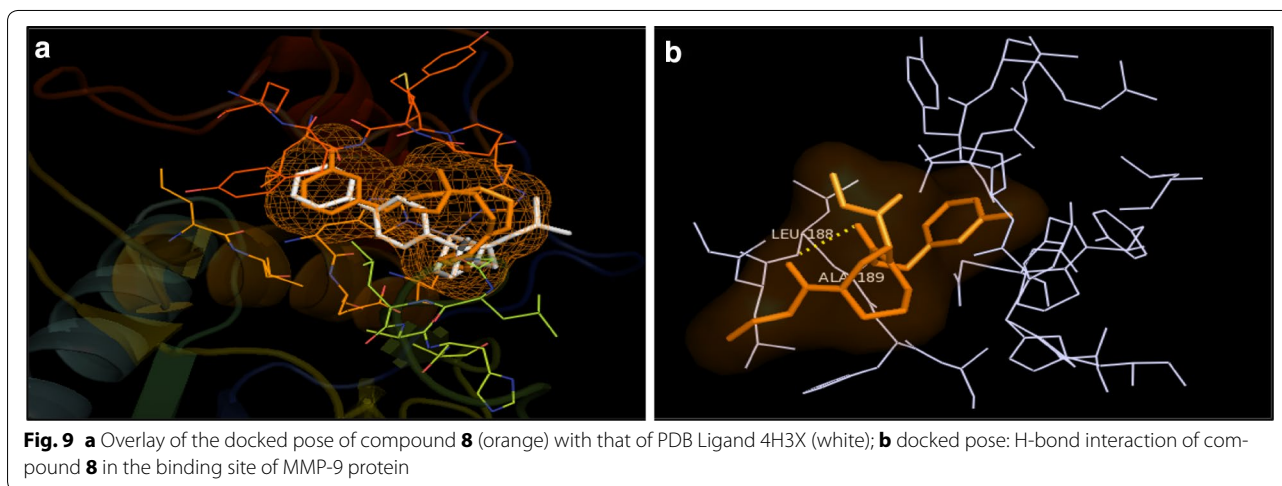 a
b
LEU 188
ALA 189
Fig. 9 a Overlay of the docked pose of compound 8 (orange) with that of PDB Ligand 4H3X (white); b docked pose: H-bond interaction of com-
pound 8 in the binding site of MMP-9 protein